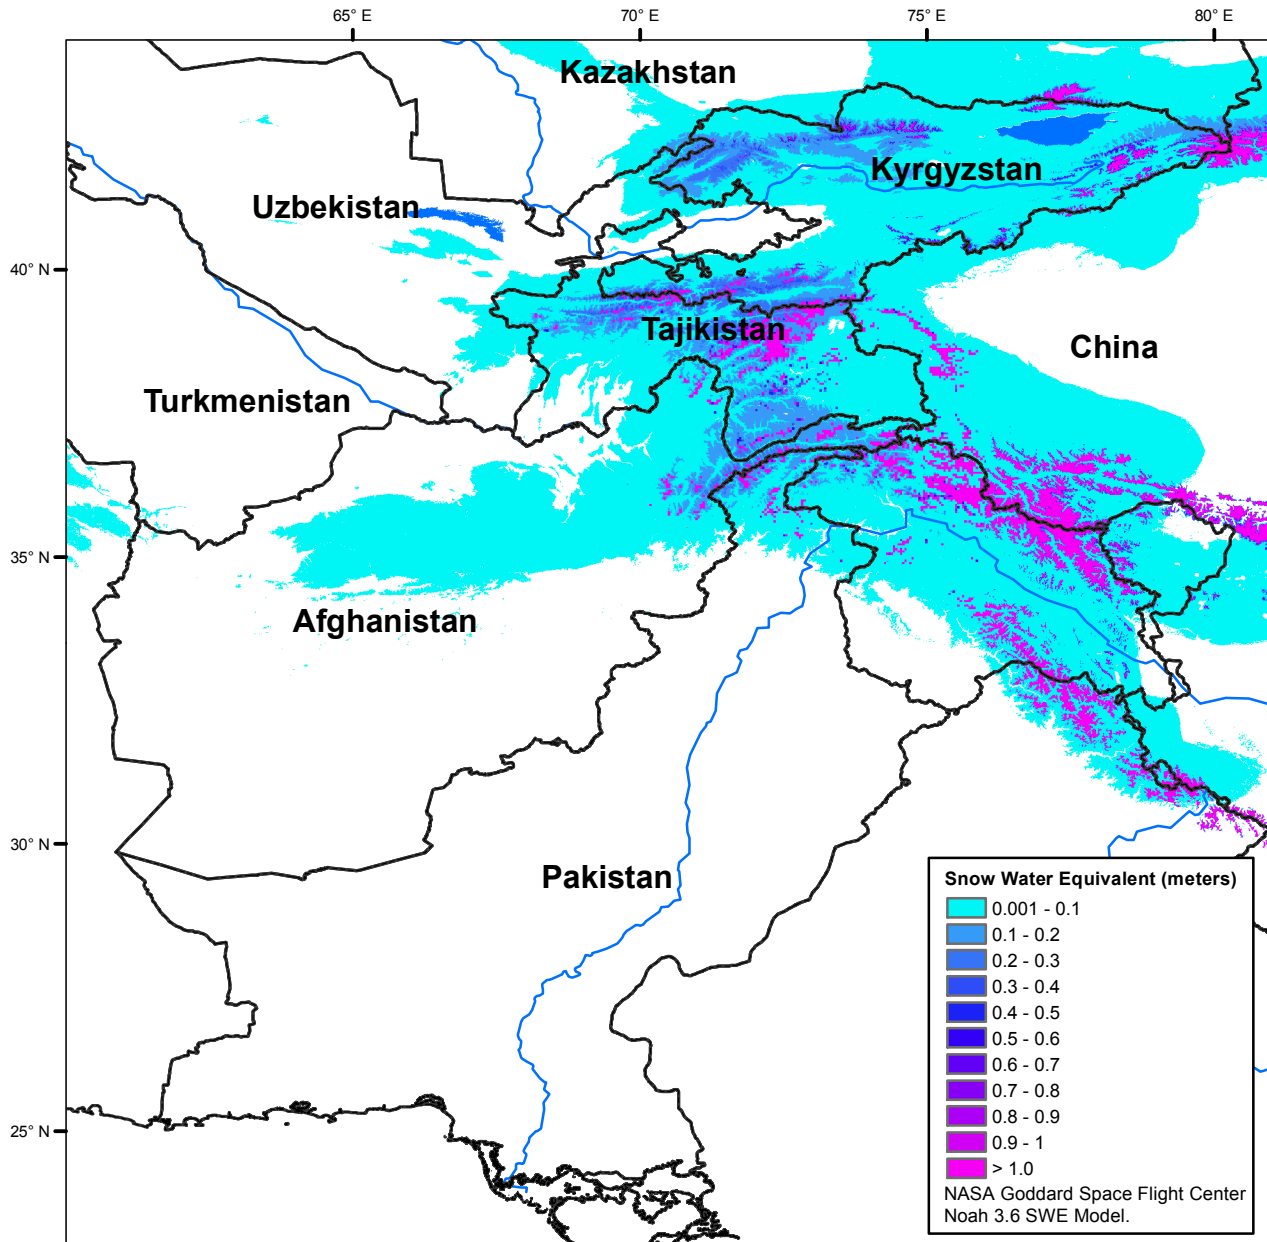 65° E
70° E
75° E
80° E
Kazakhstan
Kyrgyzstan
Uzbekistan
40° N
Tajikistan
China
Turkmenistan
35° N
Afghanistan
30° N
Pakistan
Snow Water Equivalent (meters)
0.001 - 0.1
0.1 - 0.2
0.2 - 0.3
0.3 - 0.4
0.4 - 0.5
0.5 - 0.6
0.6 - 0.7
0.7 - 0.8
0.8 - 0.9
0.9 - 1
> 1.0
25° N
NASA Goddard Space Flight Center
Noah 3.6 SWE Model.